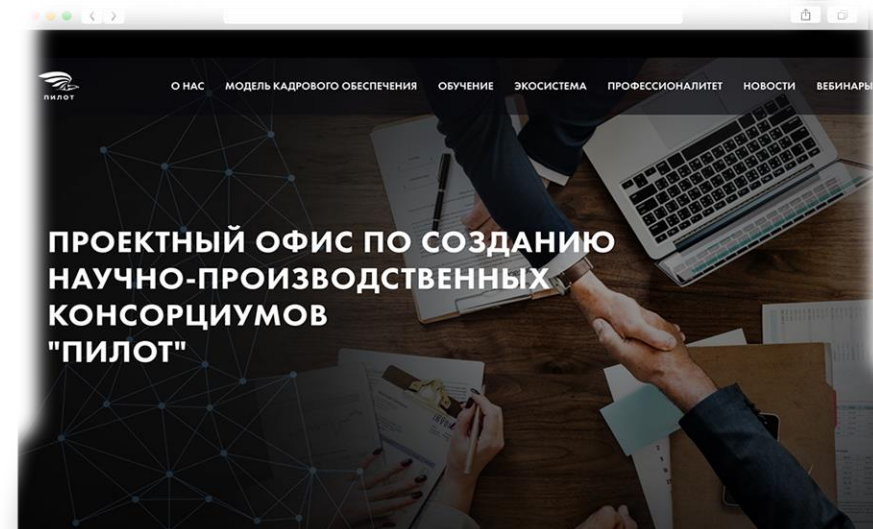 ПИЛОТ
О НАС МОДЕЛЬ КАДРОВОГО ОБЕСПЕЧЕНИЯ ОБУЧЕНИЕ ЭКОСИСТЕМА ПРОФЕССИОНАЛИТЕТ НОВОСТИ ВЕБИНАРЫ
ПРОЕКТНЫЙ ОФИС ПО СОЗДАНИЮ
НАУЧНО-ПРОИЗВОДСТВЕННЫХ
КОНСОРЦИУМОВ
"ПИЛОТ"